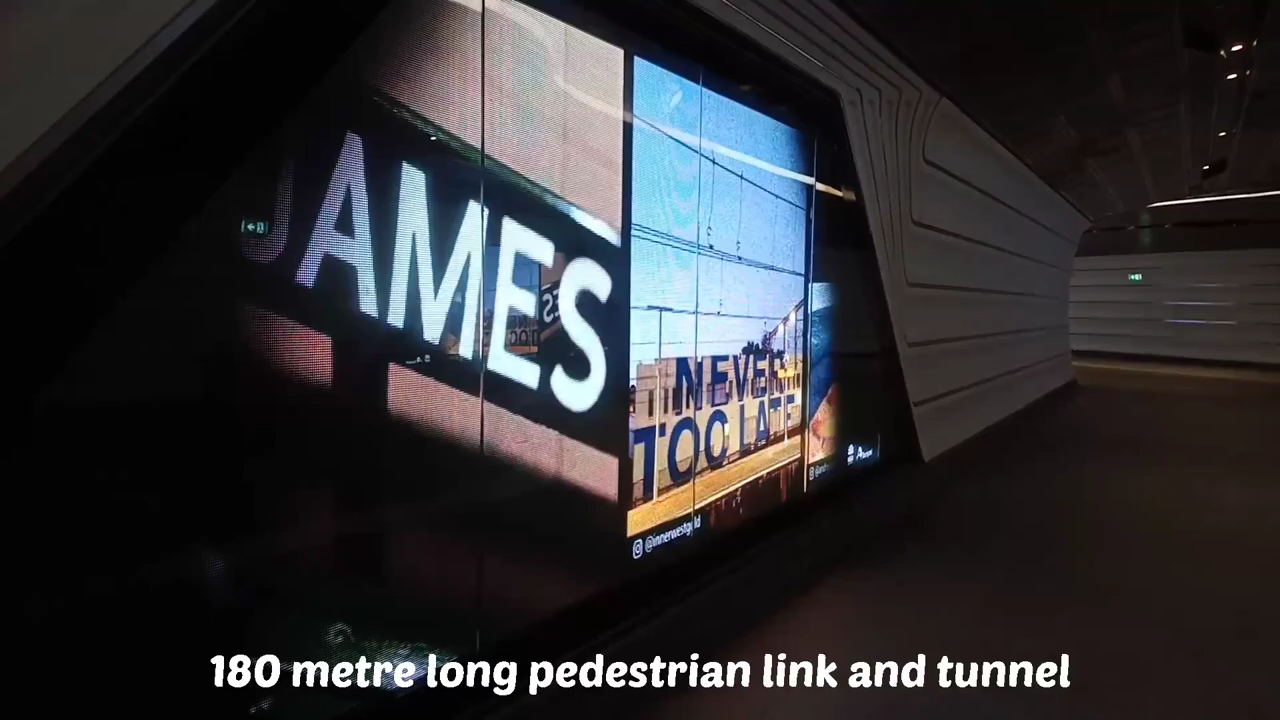 JAMES
NEVER
TOO LATE
@innerwestgold
180 metre long pedestrian link and tunnel